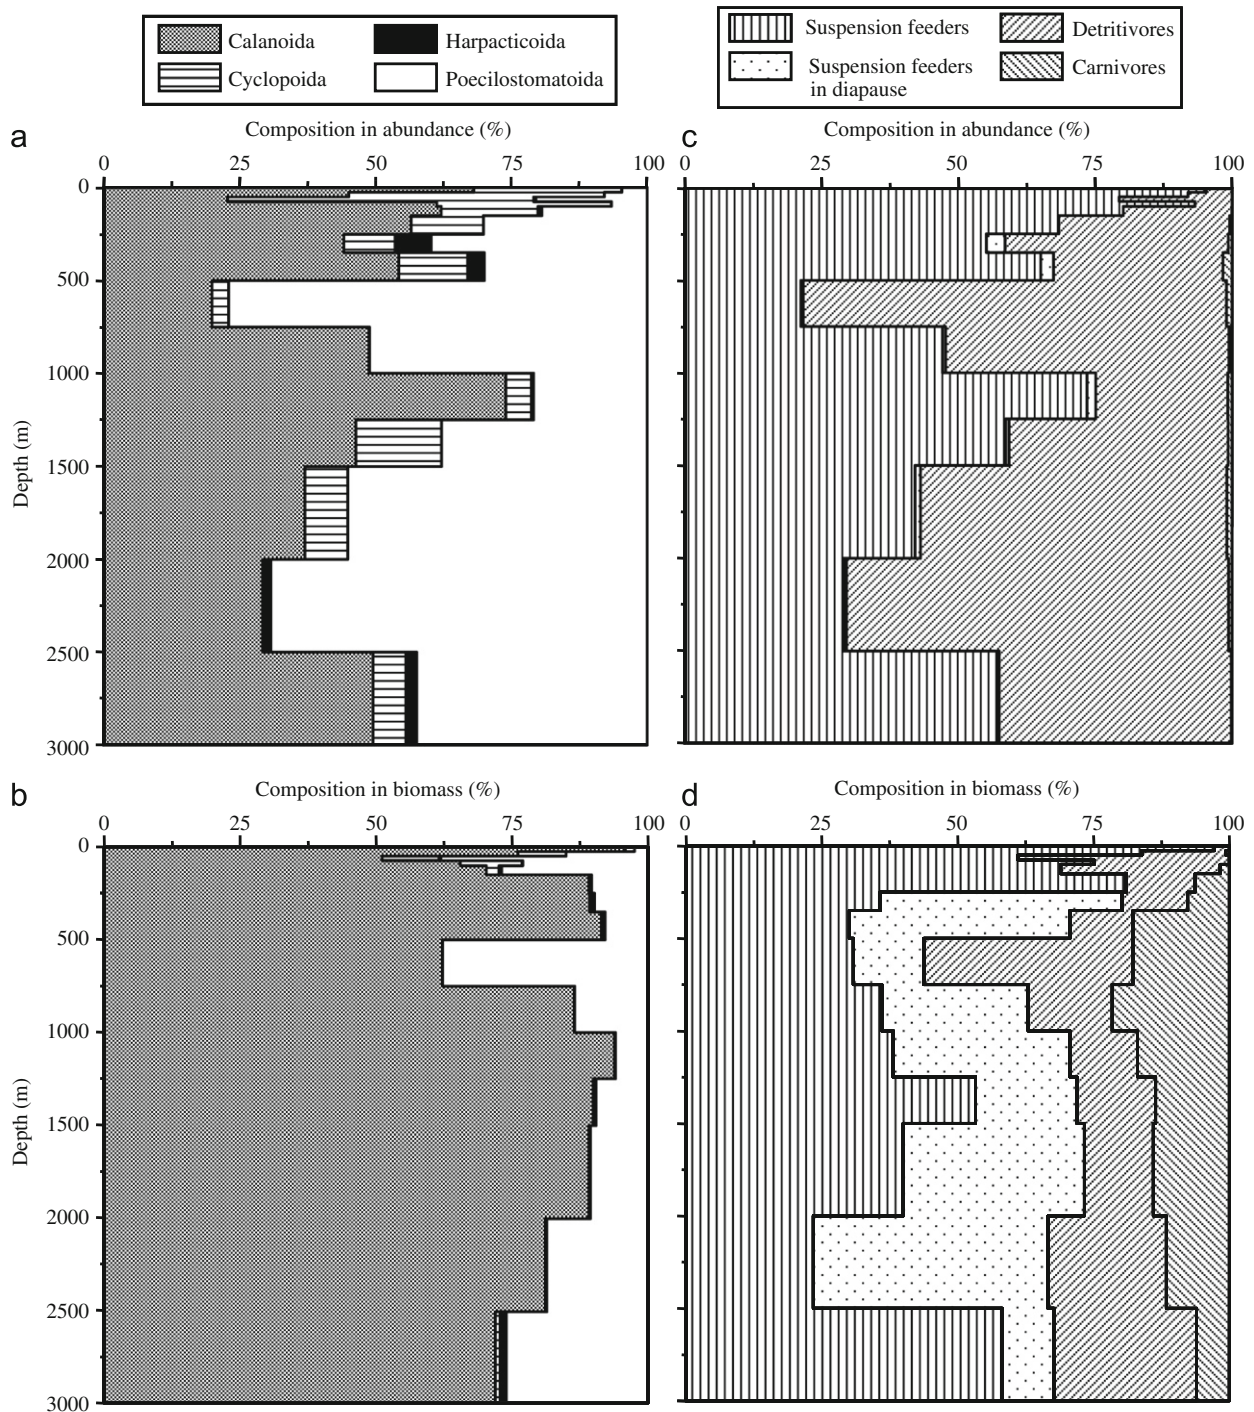 Calanoida
Harpacticoida
Cyclopoida
Poecilostomatoida
Suspension feeders
Detritivores
Suspension feeders
in diapause
Carnivores
a
Composition in abundance (%)
0 25 50 75 100
0
500
1000
1500
2000
2500
3000
Depth (m)
c
Composition in abundance (%)
0 25 50 75 100
b
Composition in biomass (%)
0 25 50 75 100
0
500
1000
1500
2000
2500
3000
Depth (m)
d
Composition in biomass (%)
0 25 50 75 100